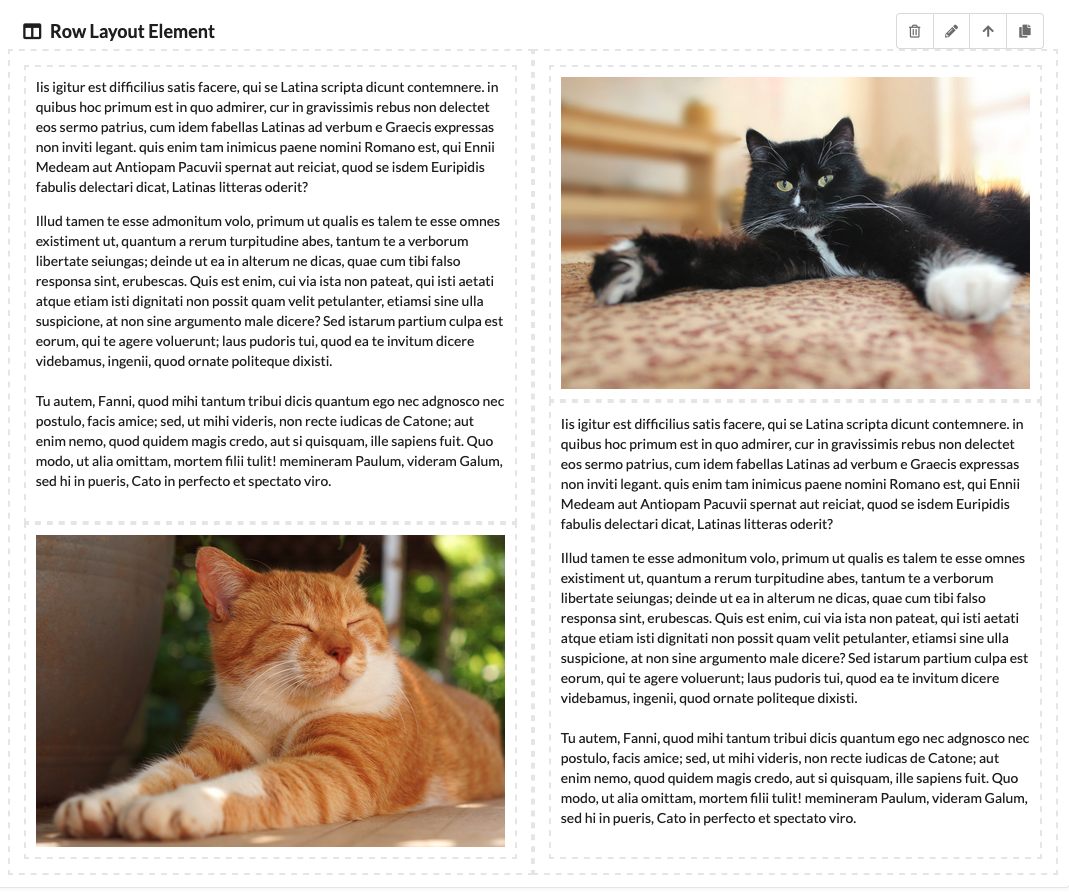 Row Layout Element
Iis igitur est difficilius satis facere, qui se Latina scripta dicunt contemnere. in
quibus hoc primum est in quo admirer, cur in gravissimis rebus non delectet
eos sermo patrius, cum idem fabellas Latinas ad verbum e Graecis expressas
non inviti legant. quis enim tam inimicus paene nomini Romano est, qui Ennii
Medeam aut Antiopam Pacuvii spernat aut reiciat, quod se isdem Euripidis
fabulis delectari dicat, Latinas litteras oderit?
Illud tamen te esse admonitum volo, primum ut qualis es talem te esse omnes
existiment ut, quantum a rerum turpitudine abes, tantum te a verborum
libertate seiungas; deinde ut ea in alterum ne dicas, quae cum tibi falso
responsa sint, erubescas. Quis est enim, cui via ista non pateat, qui isti aetati
atque etiam isti dignitati non possit quam velit petulanter, etiamsi sine ulla
suspicione, at non sine argumento male dicere? Sed istarum partium culpa est
eorum, qui te agere voluerunt; laus pudoris tui, quod ea te invitum dicere
videbamus, ingenii, quod ornate politeque dixisti.
Tu autem, Fanni, quod mihi tantum tribui dicis quantum ego nec adgnosco nec
postulo, facis amice; sed, ut mihi videris, non recte iudicas de Catone; aut
enim nemo, quod quidem magis credo, aut si quisquam, ille sapiens fuit. Quo
modo, ut alia omittam, mortem filii tulit! memineram Paulum, videram Galum,
sed hi in pueris, Cato in perfecto et spectato viro.
Iis igitur est difficilius satis facere, qui se Latina scripta dicunt contemnere. in
quibus hoc primum est in quo admirer, cur in gravissimis rebus non delectet
eos sermo patrius, cum idem fabellas Latinas ad verbum e Graecis expressas
non inviti legant. quis enim tam inimicus paene nomini Romano est, qui Ennii
Medeam aut Antiopam Pacuvii spernat aut reiciat, quod se isdem Euripidis
fabulis delectari dicat, Latinas litteras oderit?
Illud tamen te esse admonitum volo, primum ut qualis es talem te esse omnes
existiment ut, quantum a rerum turpitudine abes, tantum te a verborum
libertate seiungas; deinde ut ea in alterum ne dicas, quae cum tibi falso
responsa sint, erubescas. Quis est enim, cui via ista non pateat, qui isti aetati
atque etiam isti dignitati non possit quam velit petulanter, etiamsi sine ulla
suspicione, at non sine argumento male dicere? Sed istarum partium culpa est
eorum, qui te agere voluerunt; laus pudoris tui, quod ea te invitum dicere
videbamus, ingenii, quod ornate politeque dixisti.
Tu autem, Fanni, quod mihi tantum tribui dicis quantum ego nec adgnosco nec
postulo, facis amice; sed, ut mihi videris, non recte iudicas de Catone; aut
enim nemo, quod quidem magis credo, aut si quisquam, ille sapiens fuit. Quo
modo, ut alia omittam, mortem filii tulit! memineram Paulum, videram Galum,
sed hi in pueris, Cato in perfecto et spectato viro.